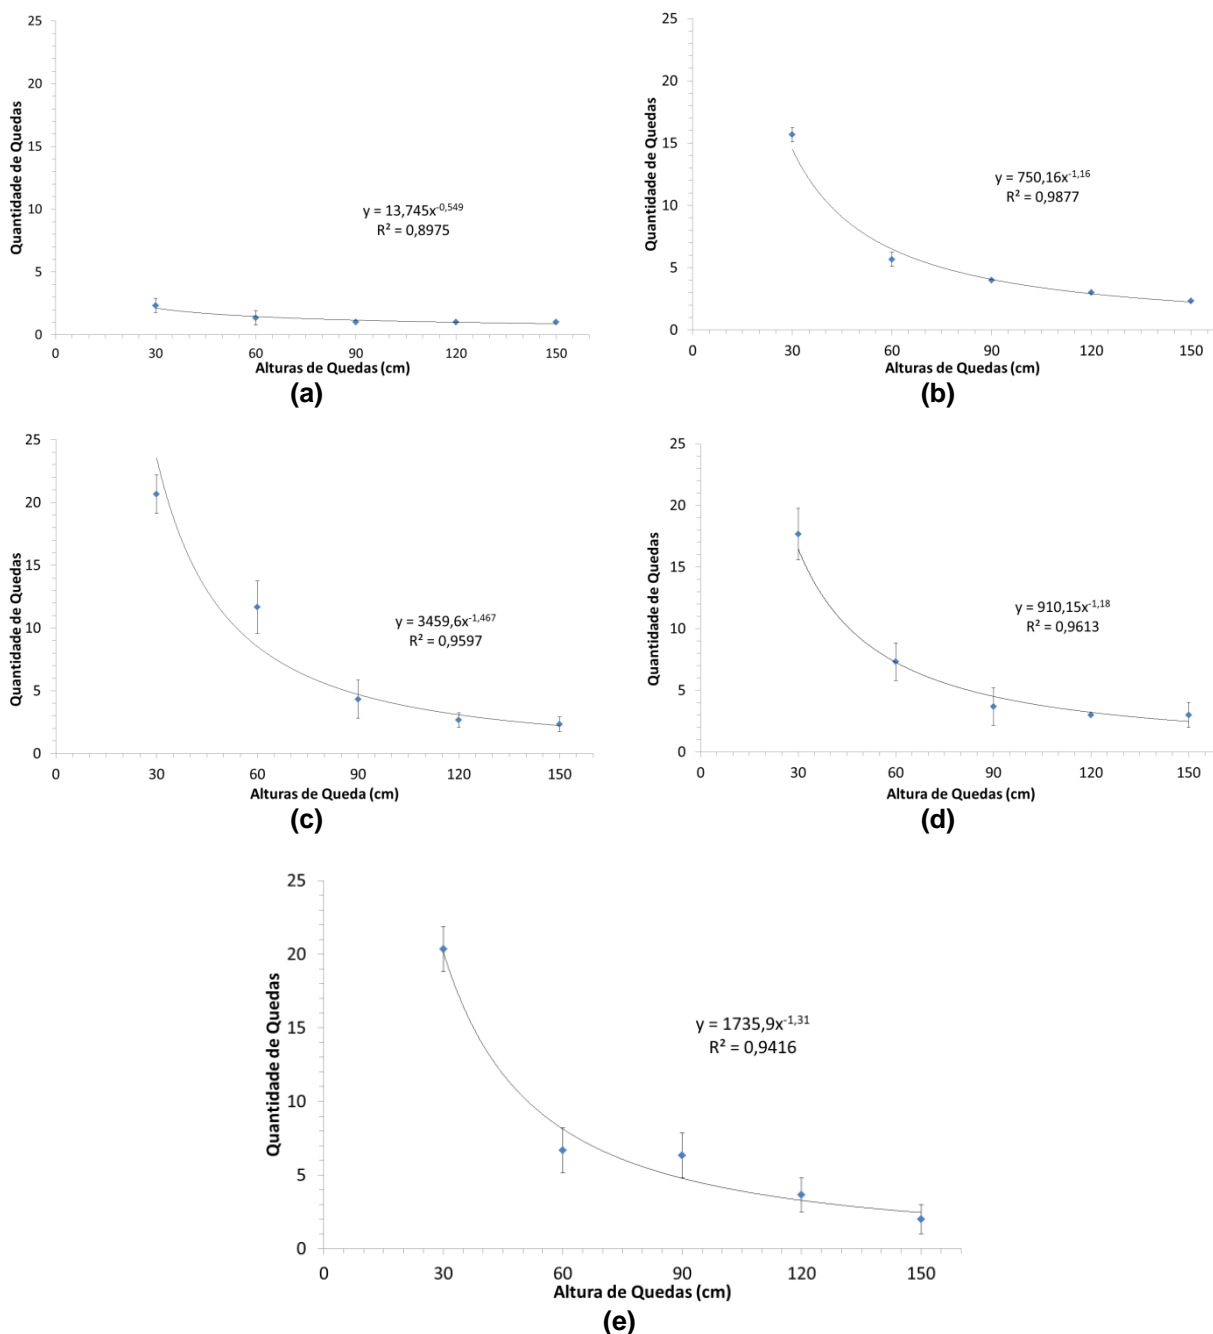 Quantidade de Quedas
25
20
15
10
5
0
y = 13,745x^-0,549
R² = 0,8975
0 30 60 90 120 150
Alturas de Quedas (cm)
(a)
Quantidade de Quedas
25
20
15
10
5
0
y = 750,16x^-1,16
R² = 0,9877
0 30 60 90 120 150
Alturas de Quedas (cm)
(b)
Quantidade de Quedas
25
20
15
10
5
0
y = 3459,6x^-1,467
R² = 0,9597
0 30 60 90 120 150
Alturas de Queda (cm)
(c)
Quantidade de Quedas
25
20
15
10
5
0
y = 910,15x^-1,18
R² = 0,9613
0 30 60 90 120 150
Altura de Quedas (cm)
(d)
Quantidade de Quedas
25
20
15
10
5
0
y = 1735,9x^-1,31
R² = 0,9416
0 30 60 90 120 150
Altura de Quedas (cm)
(e)